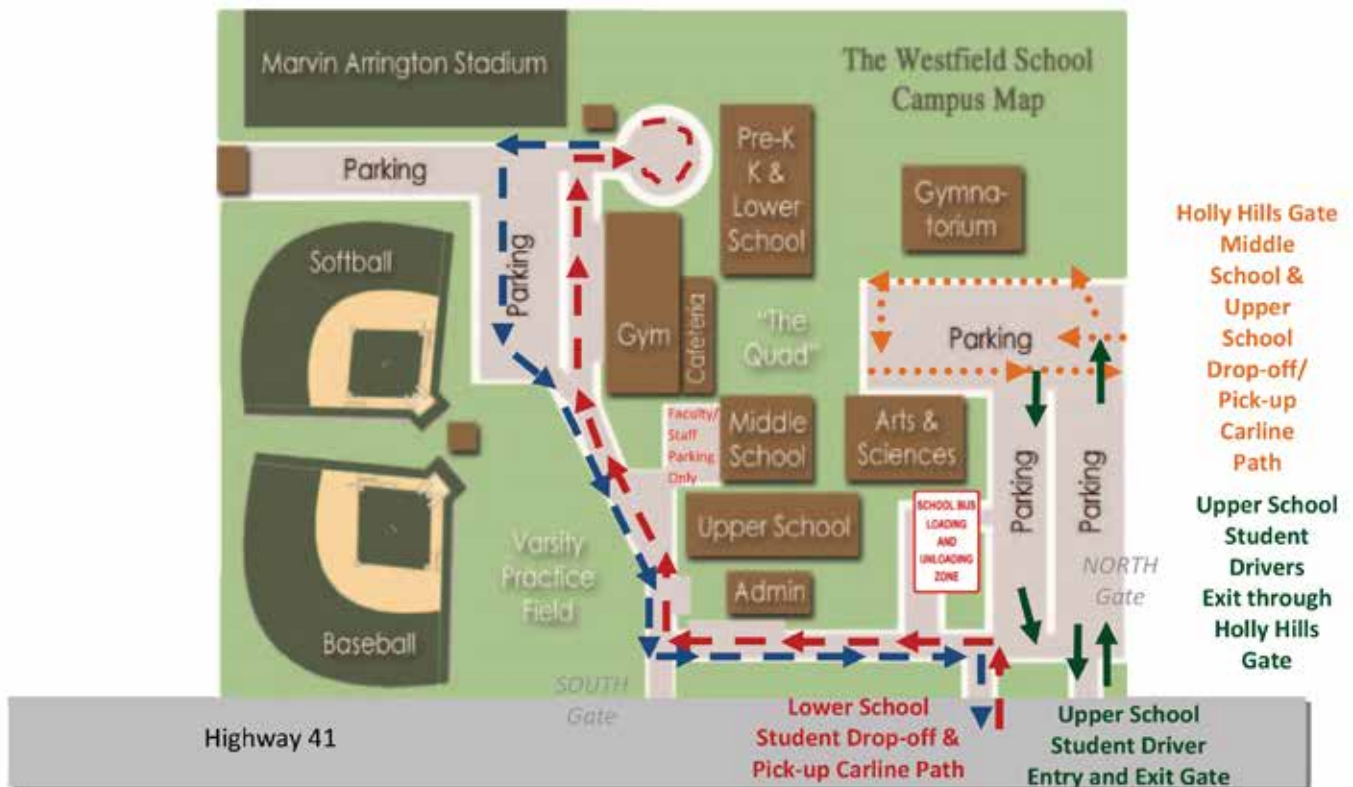 Marvin Arrington Stadium
The Westfield School
Campus Map
Parking
Pre-K
K &
Lower
School
Gymna-
torium
Softball
Parking
Gym
Cafeteria
"The
Quad"
Parking
Faculty/
Staff
Parking
Only
Middle
School
Arts &
Sciences
Parking
Parking
Upper School
SCHOOL BUS
LOADING
AND
UNLOADING
ZONE
Varsity
Practice
Field
Admin
NORTH
Gate
Baseball
SOUTH
Gate
Holly Hills Gate
Middle
School &
Upper
School
Drop-off/
Pick-up
Carline
Path
Upper School
Student
Drivers
Exit through
Holly Hills
Gate
Highway 41
Lower School
Student Drop-off &
Pick-up Carline Path
Upper School
Student Driver
Entry and Exit Gate